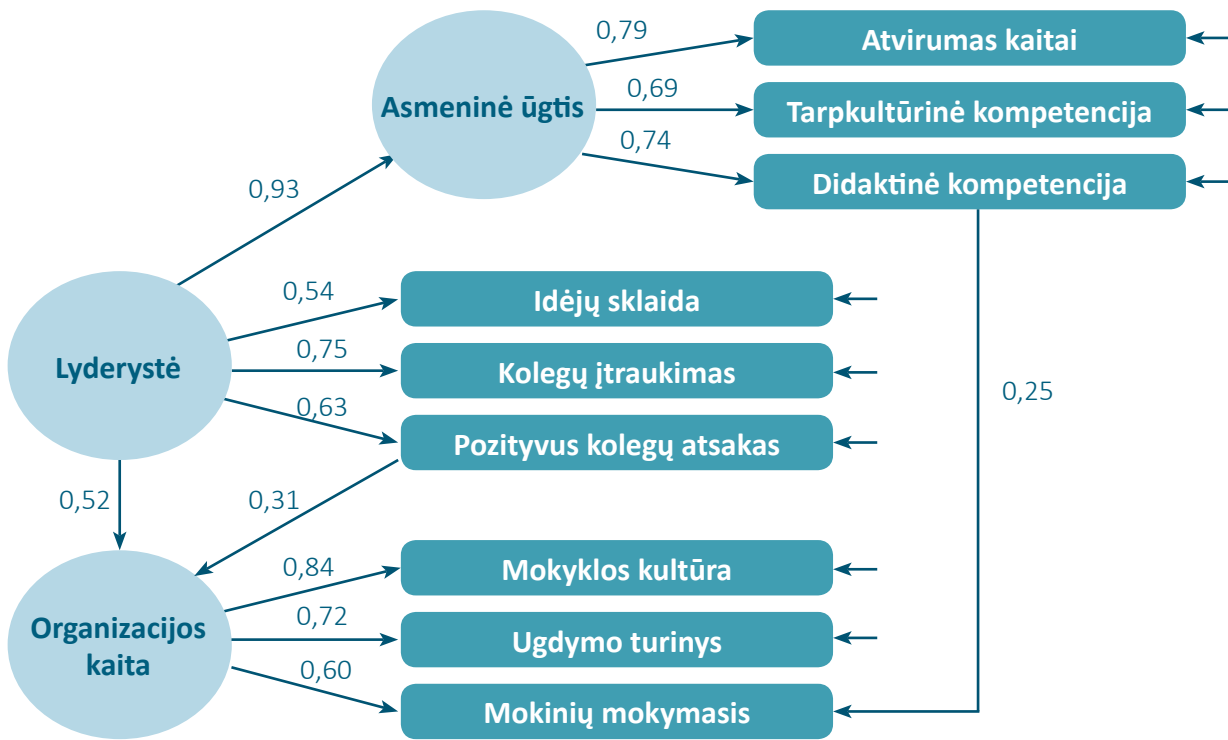 0,79
Atvirumas kaitai
Asmeninė ūgtis
0,69
Tarpkultūrinė kompetencija
0,74
Didaktinė kompetencija
0,93
0,54
Idėjų sklaida
Lyderystė
0,75
Kolegų įtraukimas
0,63
Pozityvus kolegų atsakas
0,25
0,52
0,31
0,84
Mokyklos kultūra
Organizacijos
kaita
0,72
Ugdymo turinys
0,60
Mokinių mokymasis